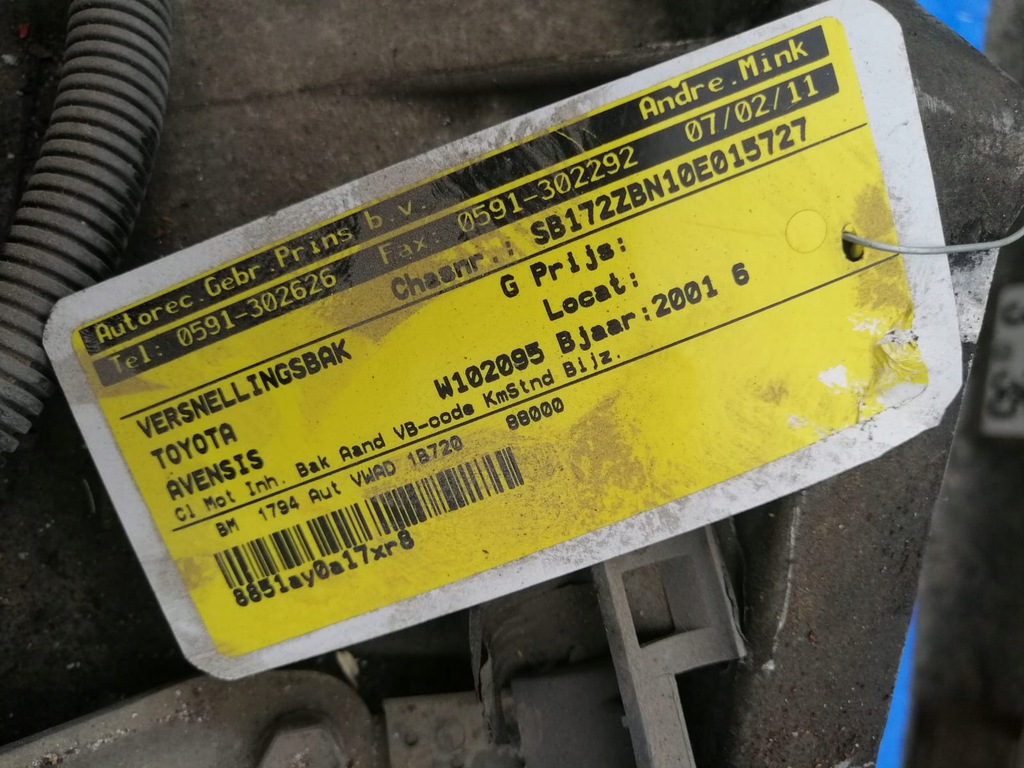 Autorec.Gebr.Prins b v. Andre.Mink
Tel: 0591-302626 Fax: 0591-302292 07/02/11
Chasnr.: SB172ZBN10E015727
VERSNELLINGSBAK G Prijs:
TOYOTA Locat:
AVENSIS W102095 Bjaar:2001 6
Cl Mot Inh. Bak Aand VB-code KmStnd Bijz.
BM 1794 Aut VWAD 1B720 88000
8851ay0a17xr8